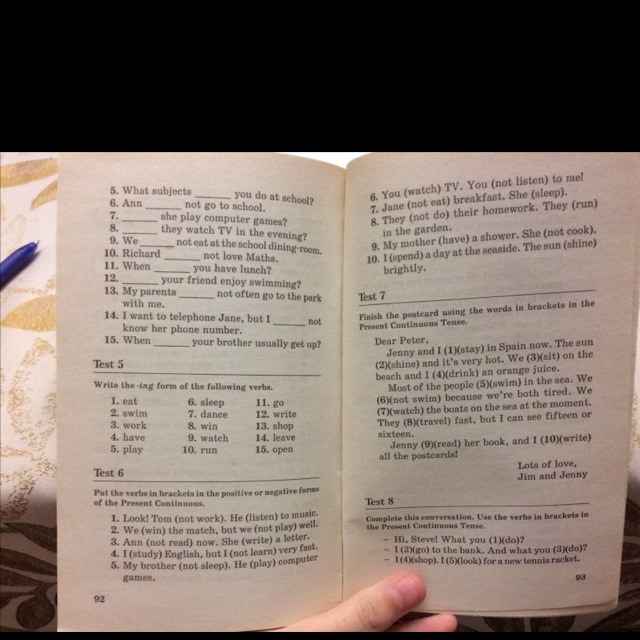 5. What subjects ______ you do at school?
6. Ann ______ not go to school.
7. ______ she play computer games?
8. ______ they watch TV in the evening?
9. We ______ not eat at the school dining-room.
10. Richard ______ not love Maths.
11. When ______ you have lunch?
12. ______ your friend enjoy swimming?
13. My parents ______ not often go to the park
with me.
14. I want to telephone Jane, but I ______ not
know her phone number.
15. When ______ your brother usually get up?
Test 5
Write the -ing form of the following verbs.
1. eat 6. sleep 11. go
2. swim 7. dance 12. write
3. work 8. win 13. shop
4. have 9. watch 14. leave
5. play 10. run 15. open
Test 6
Put the verbs in brackets in the positive or negative forms
of the Present Continuous.
1. Look! Tom (not work). He (listen) to music.
2. We (win) the match, but we (not play) well.
3. Ann (not read) now. She (write) a letter.
4. I (study) English, but I (not learn) very fast.
5. My brother (not sleep). He (play) computer
games.
92
6. You (watch) TV. You (not listen) to me!
7. Jane (not eat) breakfast. She (sleep).
8. They (not do) their homework. They (run)
in the garden.
9. My mother (have) a shower. She (not cook).
10. I (spend) a day at the seaside. The sun (shine)
brightly.
Test 7
Finish the postcard using the words in brackets in the
Present Continuous Tense.
Dear Peter,
Jenny and I (1)(stay) in Spain now. The sun
(2)(shine) and it's very hot. We (3)(sit) on the
beach and I (4)(drink) an orange juice.
Most of the people (5)(swim) in the sea. We
(6)(not swim) because we're both tired. We
(7)(watch) the boats on the sea at the moment.
They (8)(travel) fast, but I can see fifteen or
sixteen.
Jenny (9)(read) her book, and I (10)(write)
all the postcards!
Lots of love,
Jim and Jenny
Test 8
Complete this conversation. Use the verbs in brackets in
the Present Continuous Tense.
– Hi, Steve! What you (1)(do)?
– I (2)(go) to the bank. And what you (3)(do)?
– I (4)(shop). I (5)(look) for a new tennis racket.
93